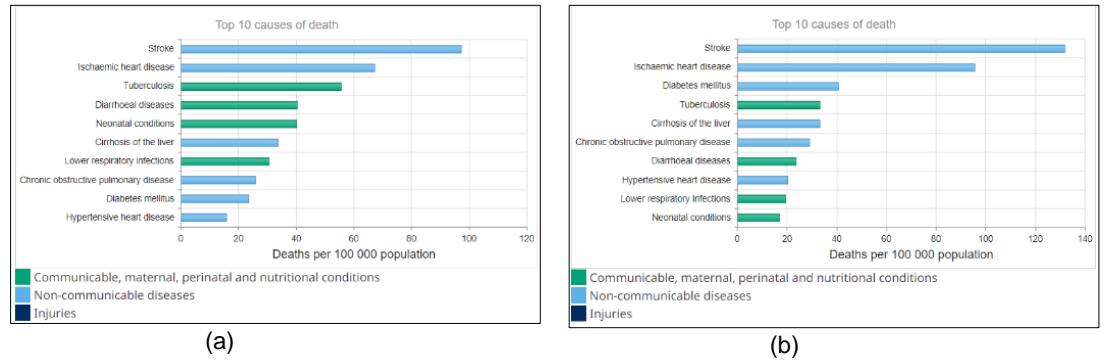 Top 10 causes of death
Stroke
Ischaemic heart disease
Tuberculosis
Diarrhoeal diseases
Neonatal conditions
Cirrhosis of the liver
Lower respiratory infections
Chronic obstructive pulmonary disease
Diabetes mellitus
Hypertensive heart disease
0 20 40 60 80 100 120
Deaths per 100 000 population
Communicable, maternal, perinatal and nutritional conditions
Non-communicable diseases
Injuries
(a)
Top 10 causes of death
Stroke
Ischaemic heart disease
Diabetes mellitus
Tuberculosis
Cirrhosis of the liver
Chronic obstructive pulmonary disease
Diarrhoeal diseases
Hypertensive heart disease
Lower respiratory infections
Neonatal conditions
0 20 40 60 80 100 120 140
Deaths per 100 000 population
Communicable, maternal, perinatal and nutritional conditions
Non-communicable diseases
Injuries
(b)